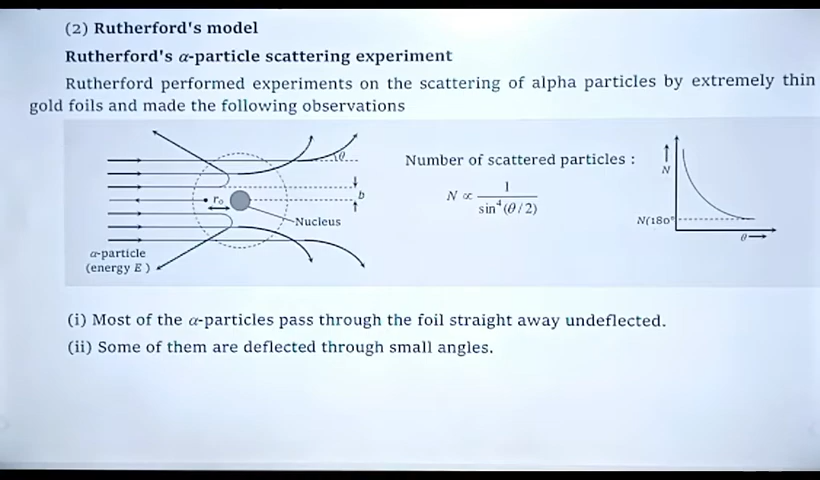 (2) Rutherford's model
Rutherford's α-particle scattering experiment
Rutherford performed experiments on the scattering of alpha particles by extremely thin
gold foils and made the following observations
θ
r₀
b
Nucleus
α-particle
(energy E )
Number of scattered particles :
N ∝ 1 / sin⁴(θ/2)
N
N(180°
θ
(i) Most of the α-particles pass through the foil straight away undeflected.
(ii) Some of them are deflected through small angles.